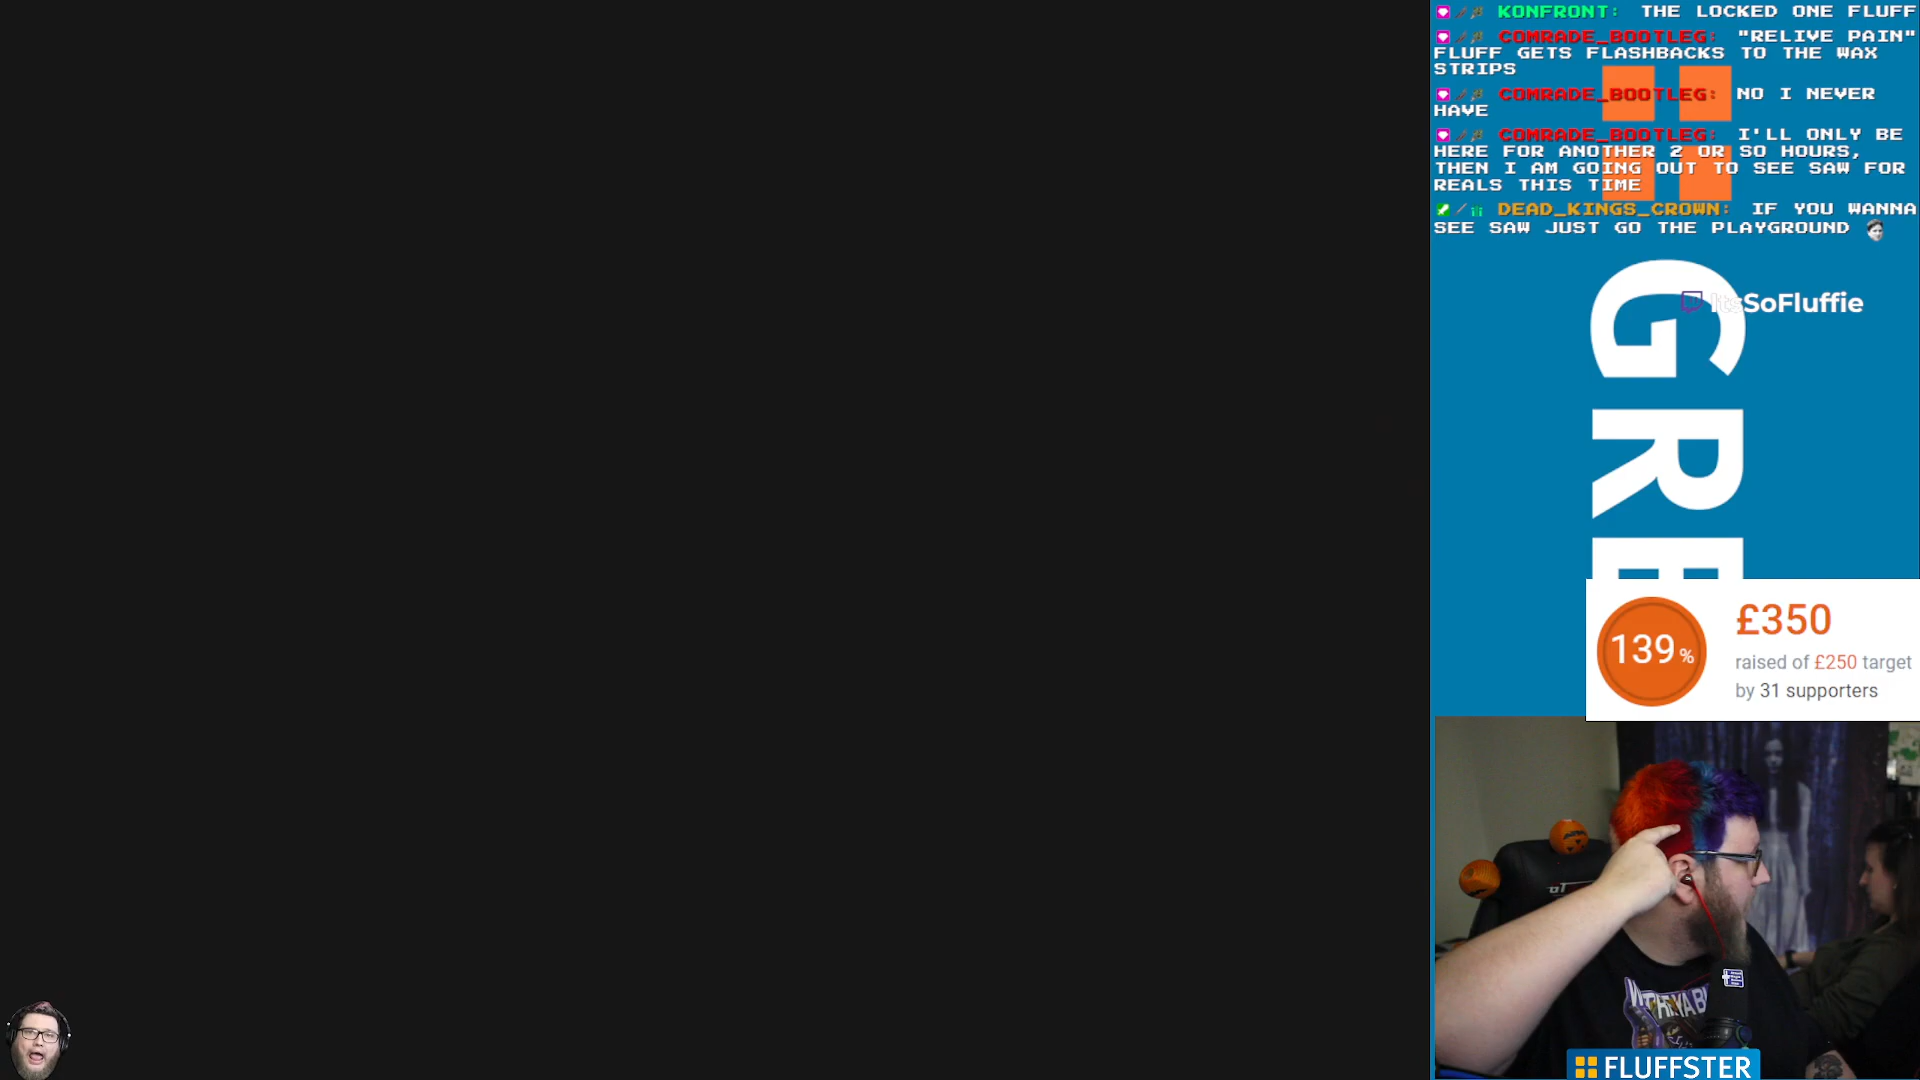 KONFRONT: THE LOCKED ONE FLUFF
COMRADE_BOOTLEG: "RELIVE PAIN"
FLUFF GETS FLASHBACKS TO THE WAX
STRIPS
COMRADE_BOOTLEG: NO I NEVER
HAVE
COMRADE_BOOTLEG: I'LL ONLY BE
HERE FOR ANOTHER 2 OR SO HOURS,
THEN I AM GOING OUT TO SEE SAW FOR
REALS THIS TIME
DEAD_KINGS_CROWN: IF YOU WANNA
SEE SAW JUST GO THE PLAYGROUND
ItsSoFluffie
GRE
139%
£350
raised of £250 target
by 31 supporters
FLUFFSTER